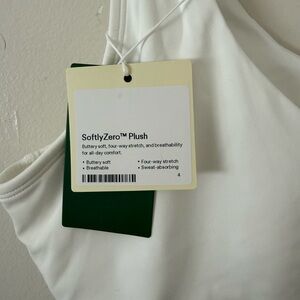 SoftlyZero™ Plush
Buttery soft, four-way stretch, and breathability
for all-day comfort.
• Buttery soft • Four-way stretch
• Breathable • Sweat-absorbing
4